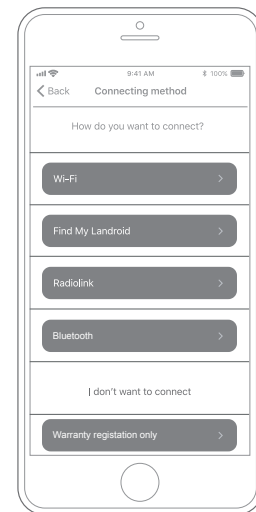 9:41 AM 100%
Back Connecting method
How do you want to connect?
Wi–Fi
Find My Landroid
Radiolink
Bluetooth
I don't want to connect
Warranty registation only